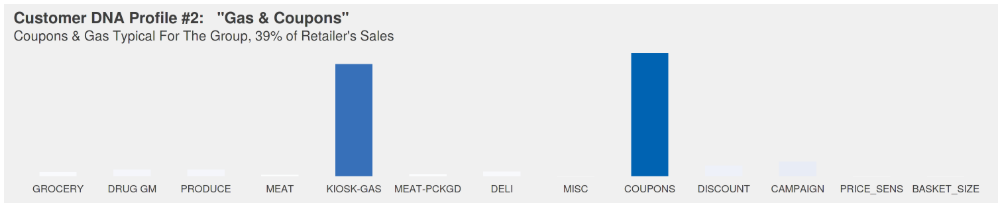 Customer DNA Profile #2: "Gas & Coupons"
Coupons & Gas Typical For The Group, 39% of Retailer's Sales
GROCERY DRUG GM PRODUCE MEAT KIOSK-GAS MEAT-PCKGD DELI MISC COUPONS DISCOUNT CAMPAIGN PRICE_SENS BASKET_SIZE